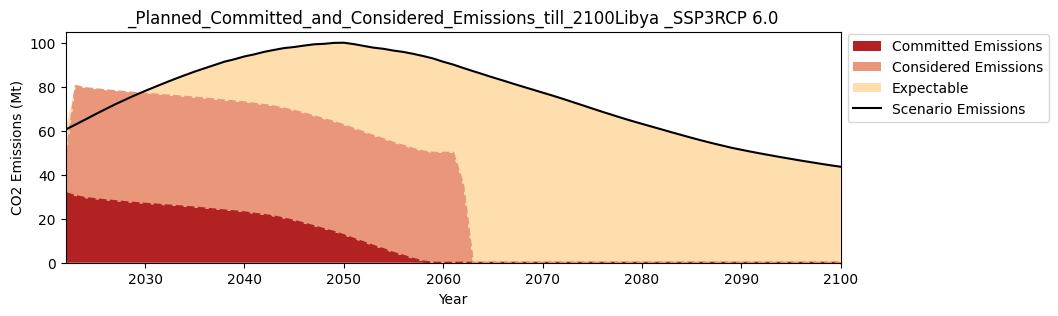 _Planned_Committed_and_Considered_Emissions_till_2100Libya _SSP3RCP 6.0
CO2 Emissions (Mt)
100
80
60
40
20
0
2030 2040 2050 2060 2070 2080 2090 2100
Year
Committed Emissions
Considered Emissions
Expectable
Scenario Emissions